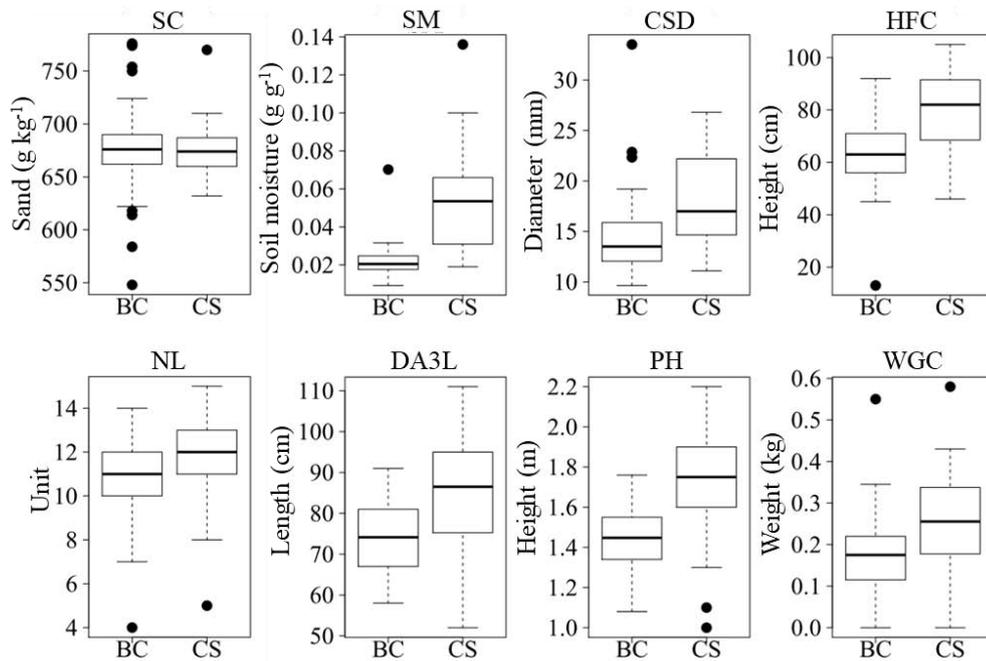 SC SM CSD HFC
Sand (g kg⁻¹)
750
700
650
600
550
BC CS
Soil moisture (g g⁻¹)
0.14
0.12
0.10
0.08
0.06
0.04
0.02
BC CS
Diameter (mm)
30
25
20
15
10
BC CS
Height (cm)
100
80
60
40
20
BC CS
NL DA3L PH WGC
Unit
14
12
10
8
6
4
BC CS
Length (cm)
110
100
90
80
70
60
50
BC CS
Height (m)
2.2
2.0
1.8
1.6
1.4
1.2
1.0
BC CS
Weight (kg)
0.6
0.5
0.4
0.3
0.2
0.1
0.0
BC CS